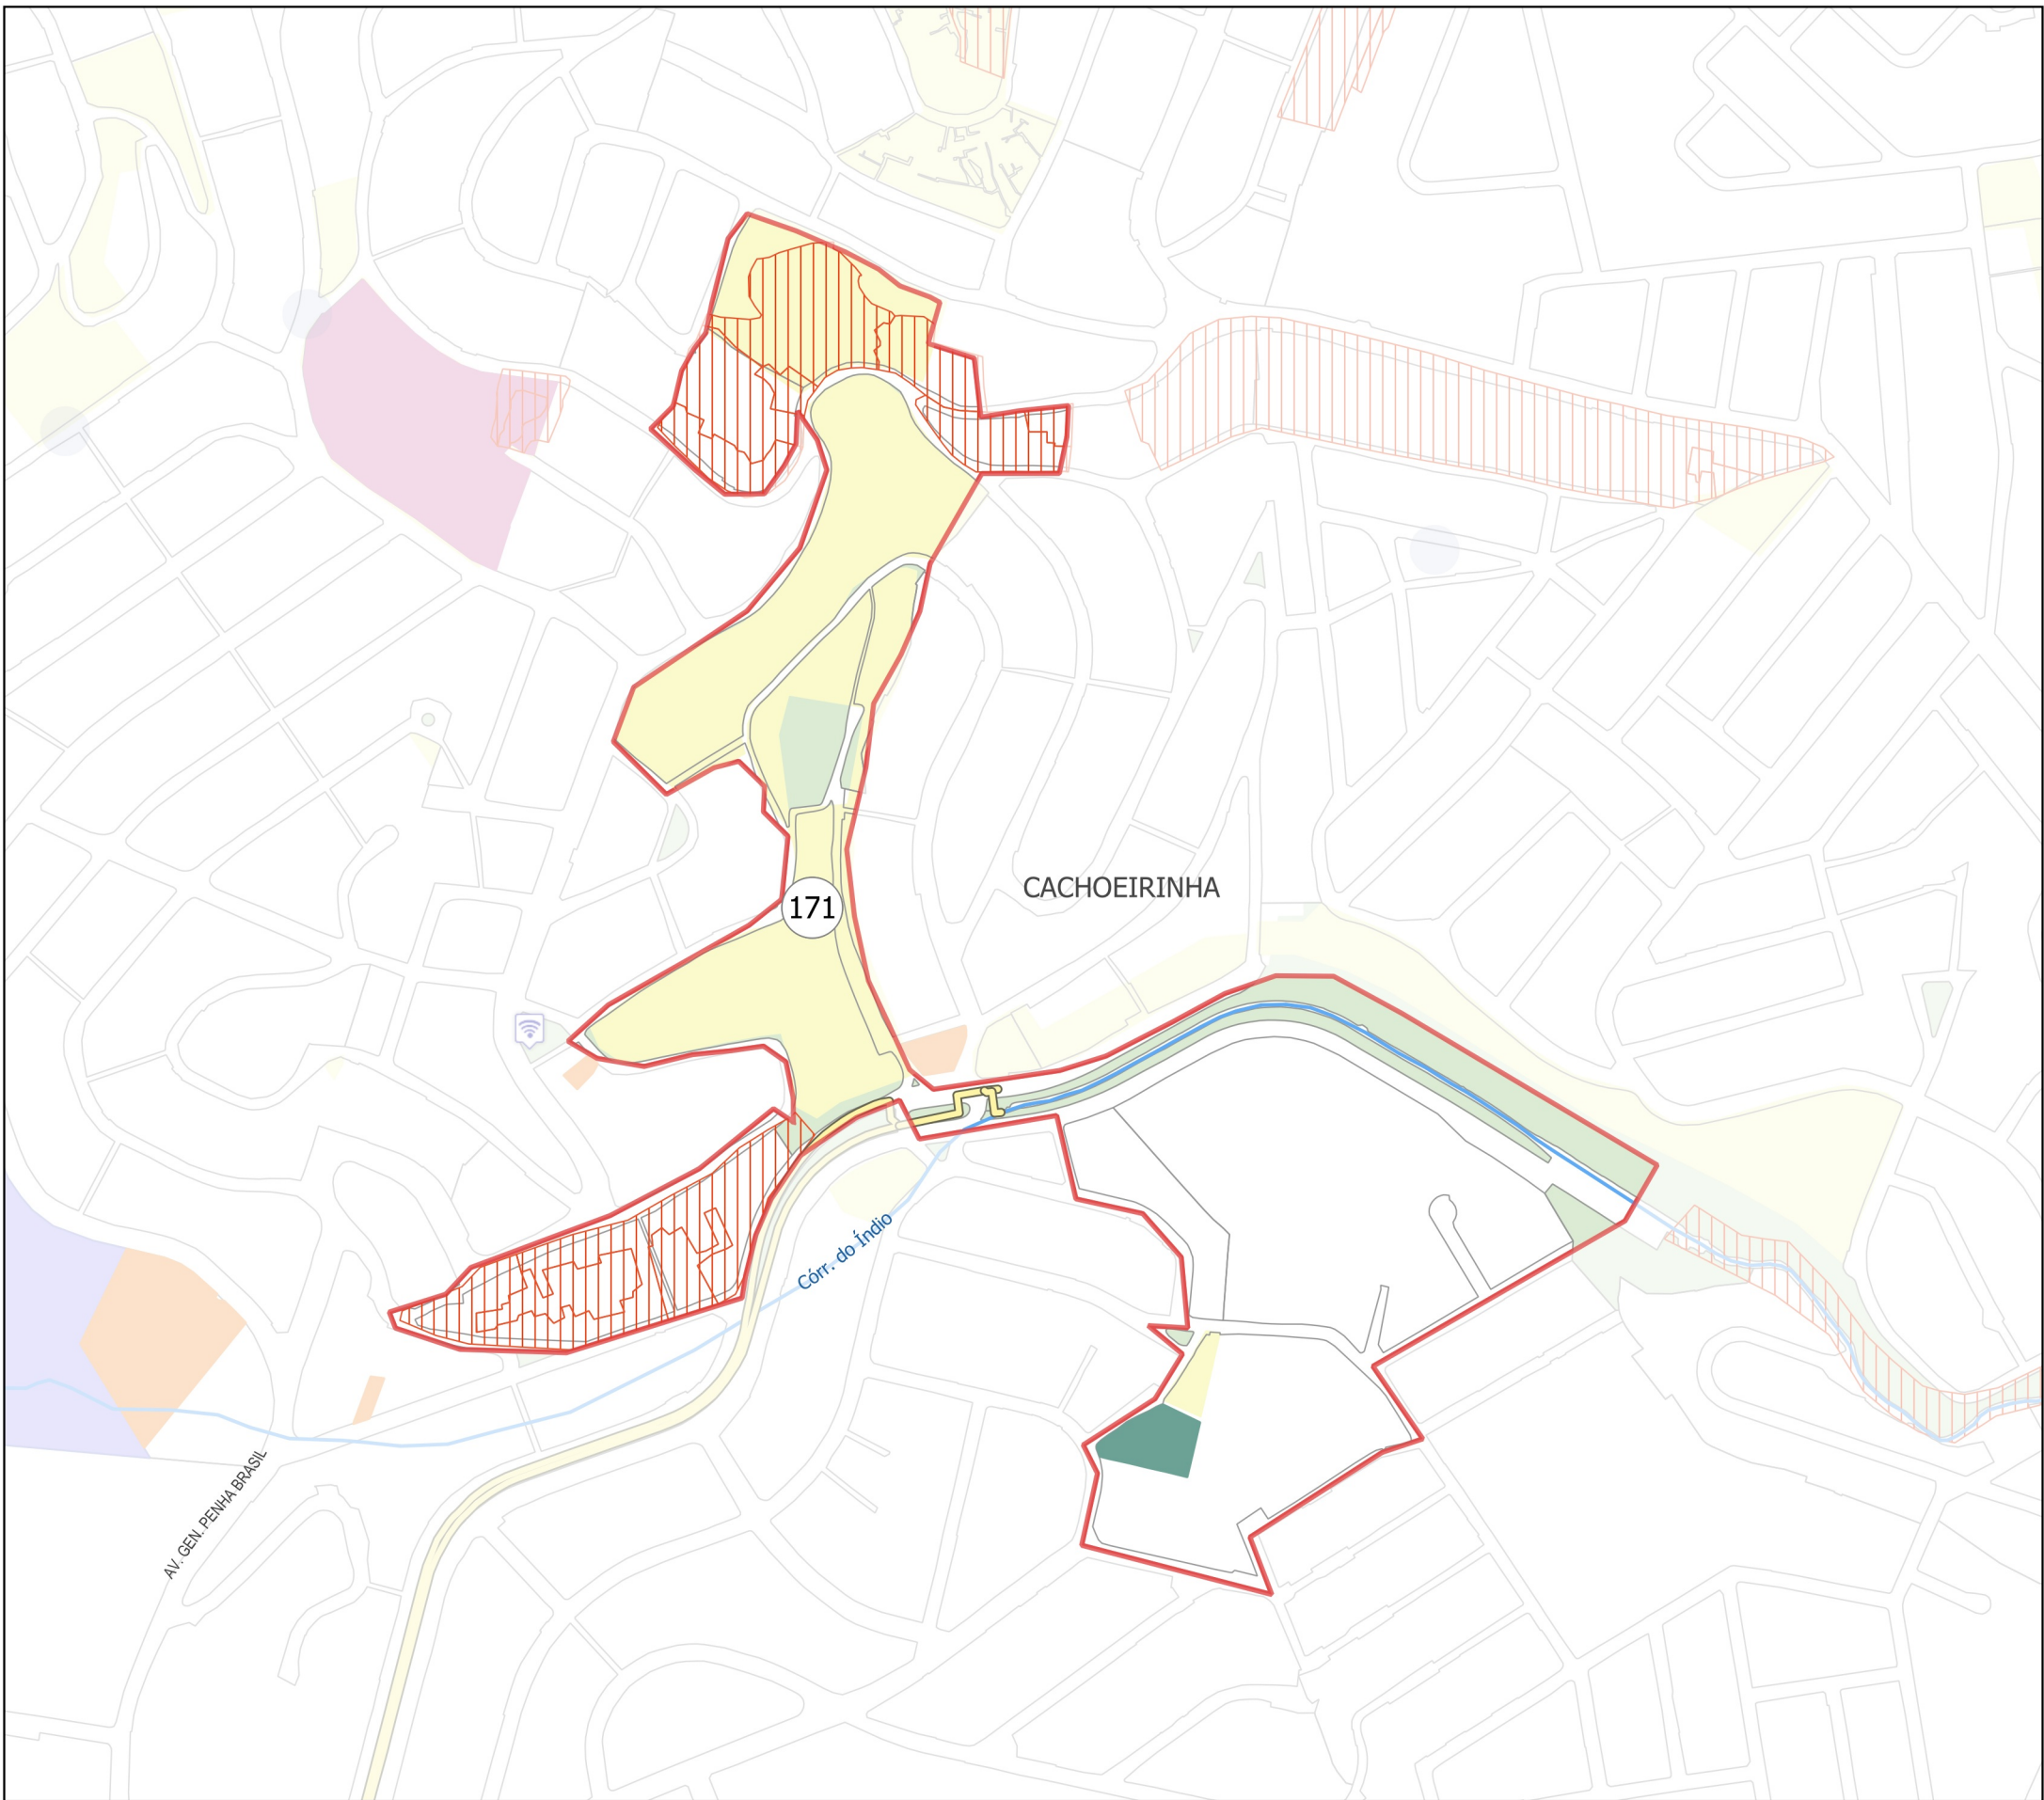 CACHOEIRINHA
171
Córr. do Índio
AV. GEN. PENHA BRASIL